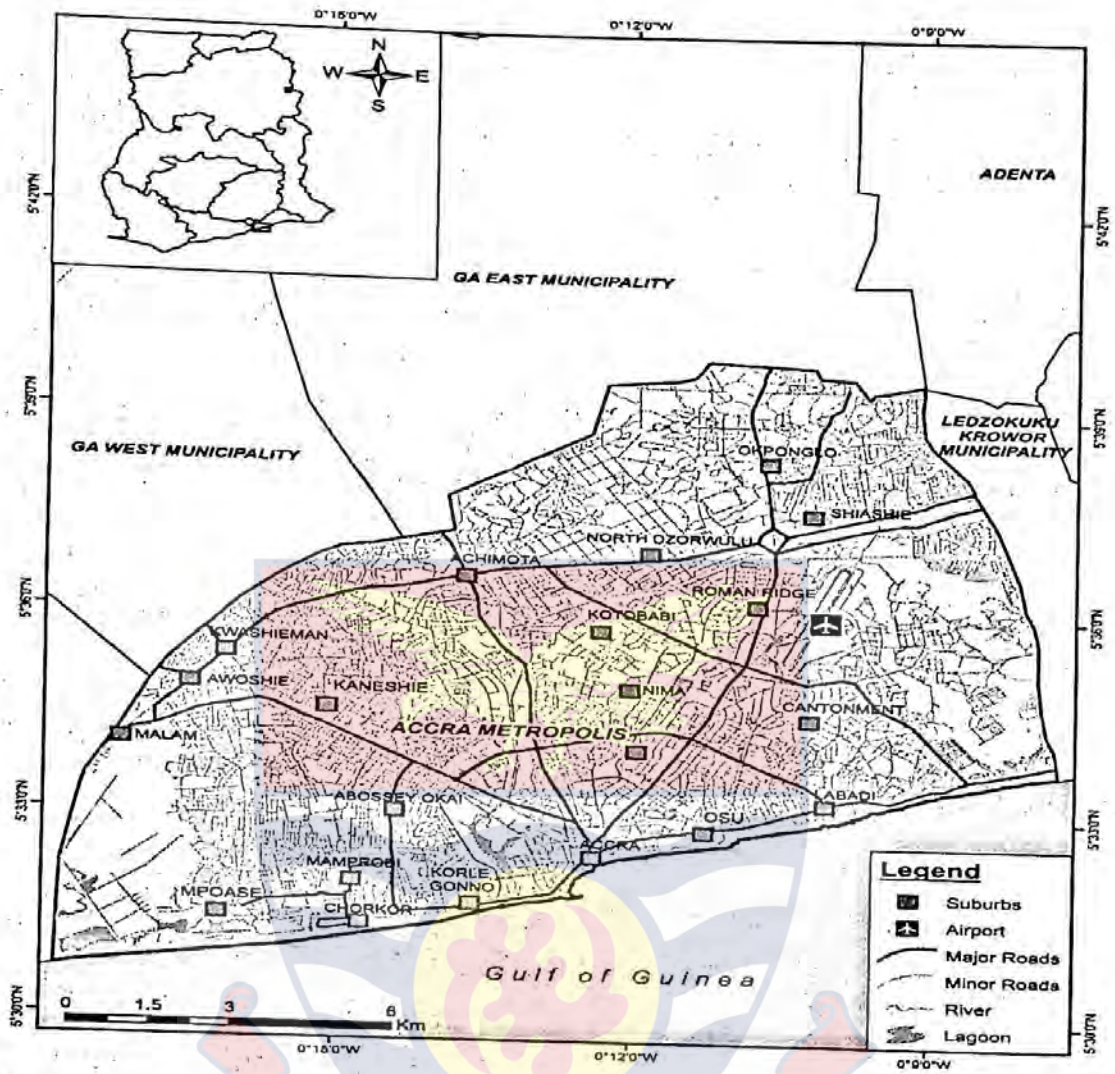 0°15'0"W
0°12'0"W
0°9'0"W
N
W E
S
5°42'0"N
ADENTA
5°42'0"N
GA EAST MUNICIPALITY
5°39'0"N
GA WEST MUNICIPALITY
LEDZOKUKU
KROWOR
MUNICIPALITY
5°39'0"N
OKPONGLO
SHIASHIE
NORTH OZORWULU
ACHIMOTA
5°36'0"N
ROMAN RIDGE
KOTOBABI
5°36'0"N
KWASHIEMAN
AWOSHIE
KANESHIE
NIMA
CANTONMENT
ACCRA METROPOLIS
MALAM
5°33'0"N
ABOSSEY OKAI
LABADI
OSU
5°33'0"N
ACCRA
MAMPROBI
KORLE
GONNO
MPOASE
CHORKOR
Gulf of Guinea
Legend
Suburbs
Airport
Major Roads
Minor Roads
River
Lagoon
5°30'0"N
0 1.5 3 6
Km
5°30'0"N
0°15'0"W
0°12'0"W
0°9'0"W